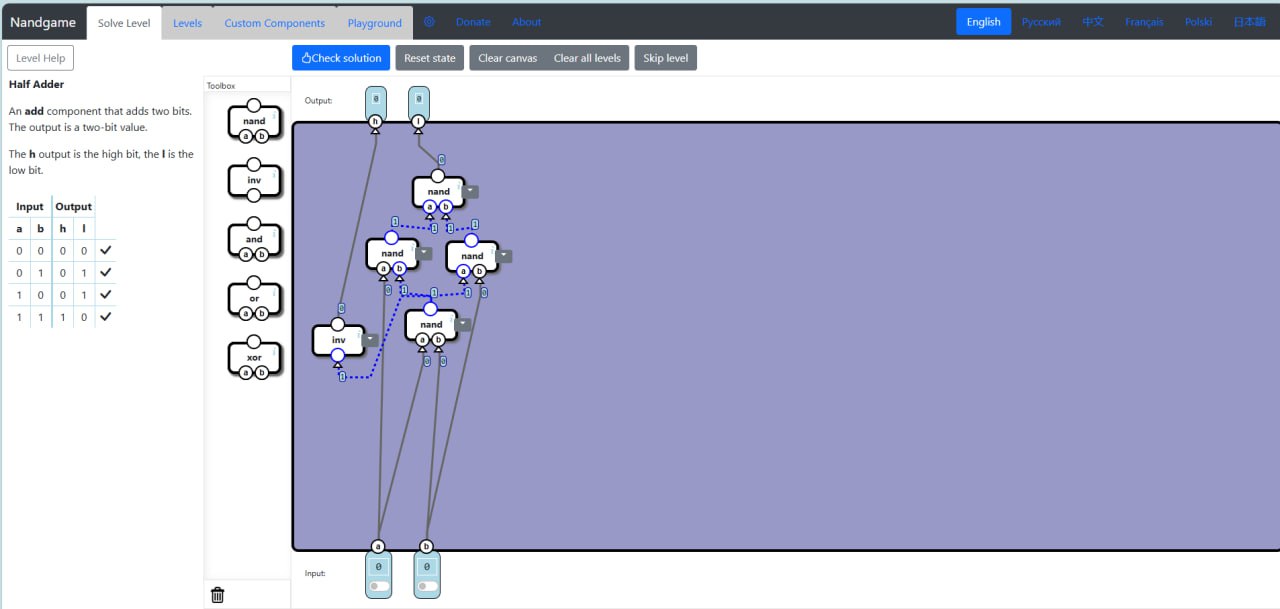 Nandgame Solve Level Levels Custom Components Playground Donate About English Русский 中文 Français Polski 日本語
Level Help Check solution Reset state Clear canvas Clear all levels Skip level
Half Adder
An add component that adds two bits.
The output is a two-bit value.
The h output is the high bit, the l is the
low bit.
Input Output
a b h l
0 0 0 0
0 1 0 1
1 0 0 1
1 1 1 0
Toolbox
nand
a b
inv
and
a b
or
a b
xor
a b
Output:
0 0
h l
0
nand
a b
1 1 1 1
nand nand
a b a b
0 1 1 1 0
0
nand
a b
inv
0 0
1
a b
Input:
0 0